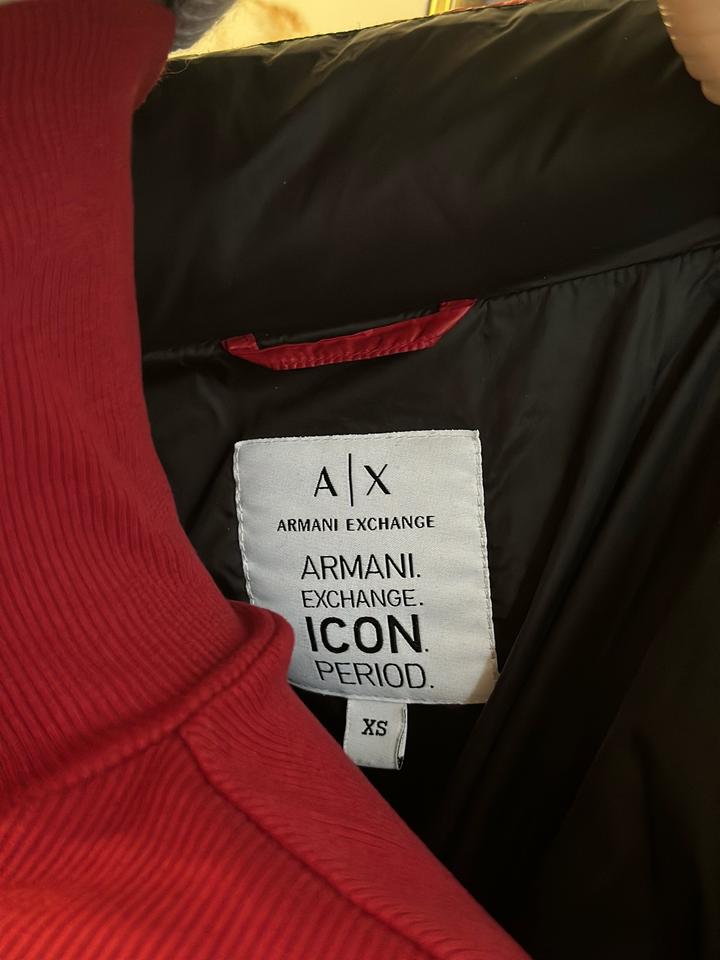 A|X
ARMANI EXCHANGE
ARMANI.
EXCHANGE.
ICON.
PERIOD.
XS